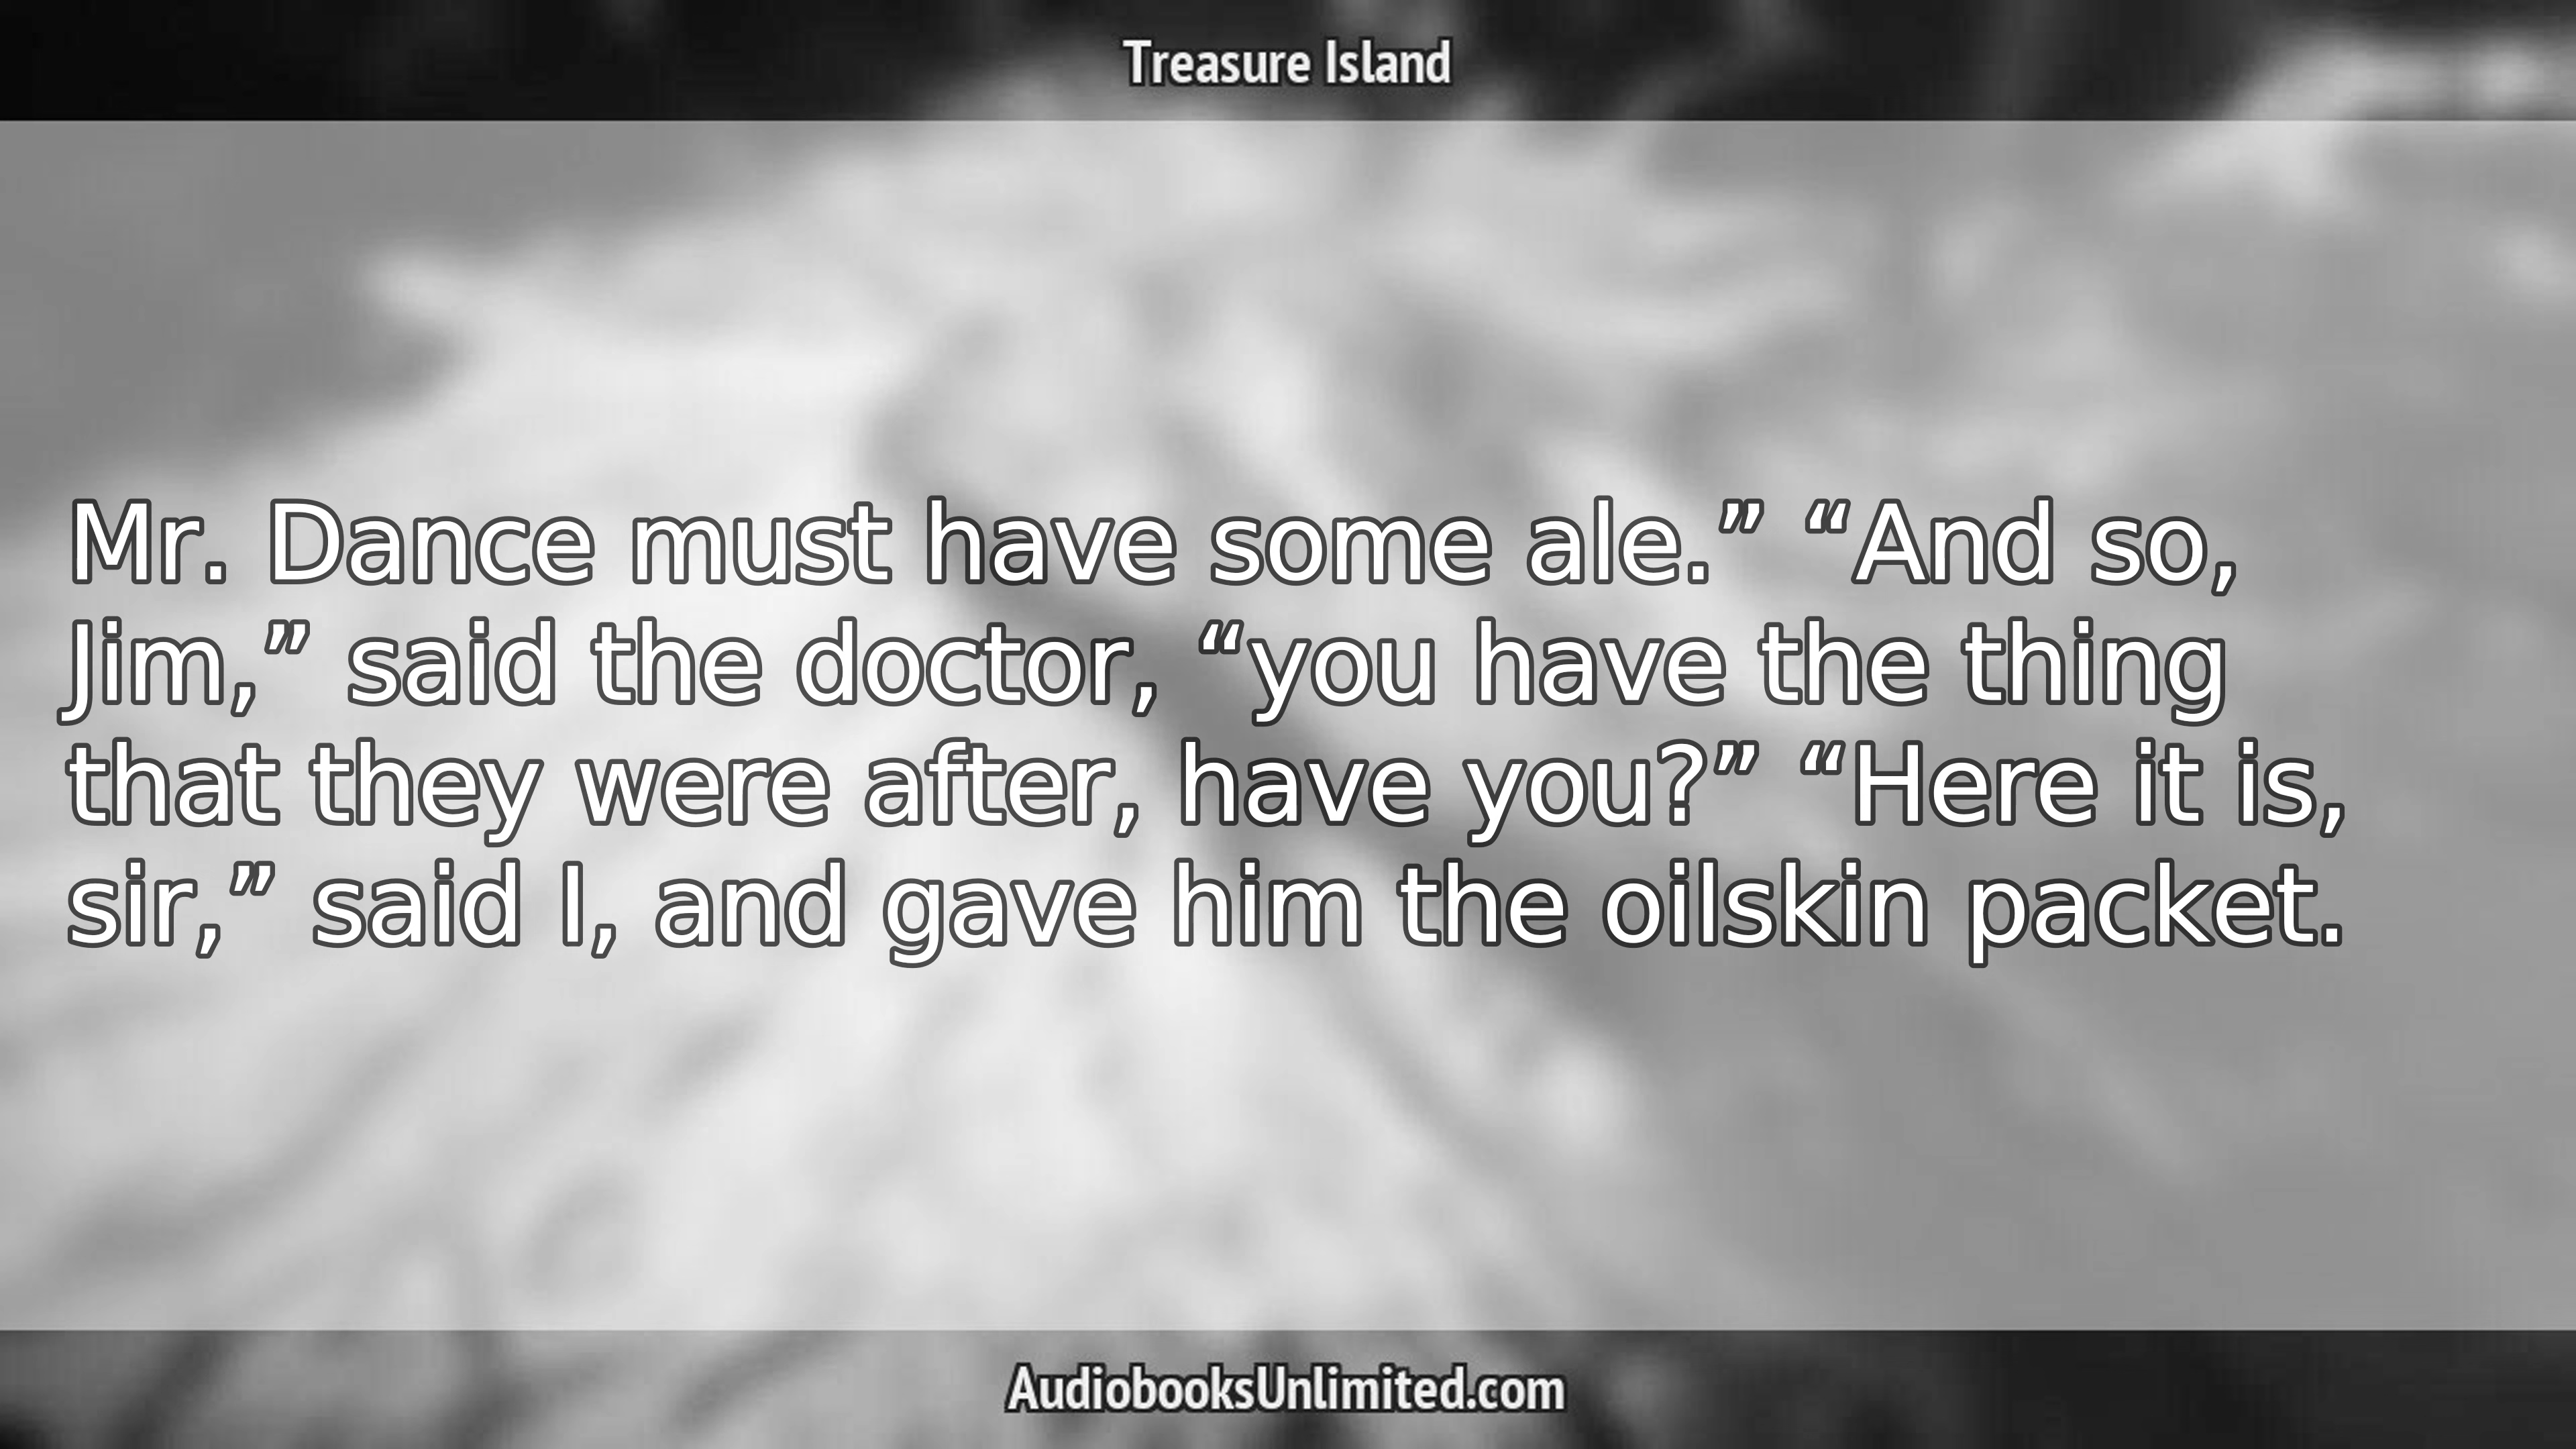 Treasure Island
Mr. Dance must have some ale.” “And so,
Jim,” said the doctor, “you have the thing
that they were after, have you?” “Here it is,
sir,” said I, and gave him the oilskin packet.
AudiobooksUnlimited.com